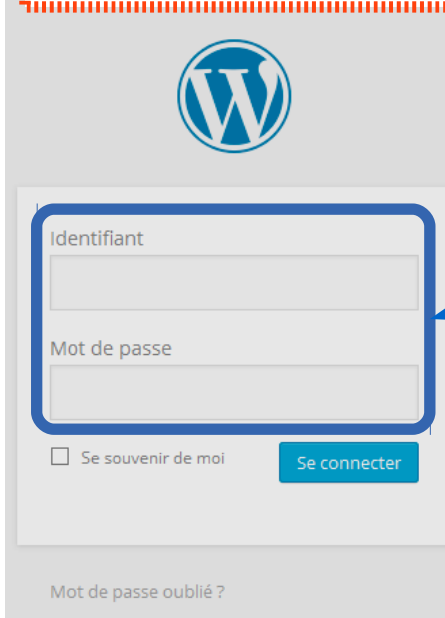 Identifiant
Mot de passe
Se souvenir de moi
Se connecter
Mot de passe oublié ?